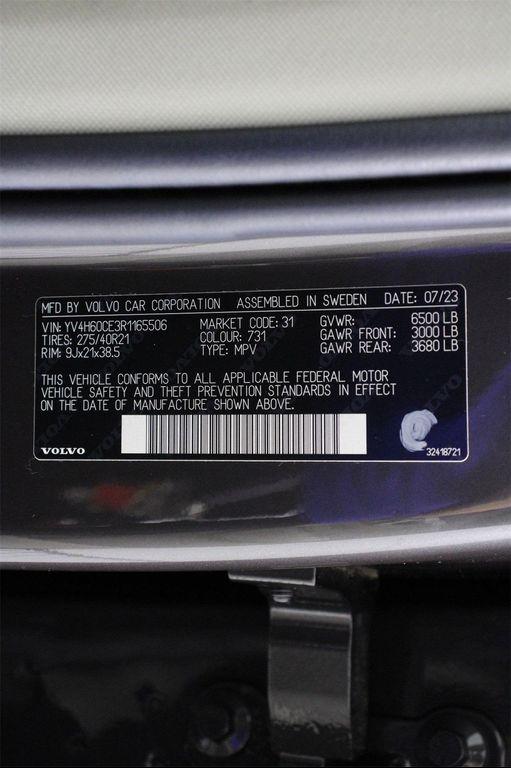 MFD BY VOLVO CAR CORPORATION ASSEMBLED IN SWEDEN DATE: 07/23
VIN: YV4H60CE3R1165506 MARKET CODE: 31 GVWR: 6500 LB
TIRES: 275/40R21 COLOUR: 731 GAWR FRONT: 3000 LB
RIM: 9Jx21x38.5 TYPE: MPV GAWR REAR: 3680 LB
THIS VEHICLE CONFORMS TO ALL APPLICABLE FEDERAL MOTOR
VEHICLE SAFETY AND THEFT PREVENTION STANDARDS IN EFFECT
ON THE DATE OF MANUFACTURE SHOWN ABOVE.
VOLVO 32418721